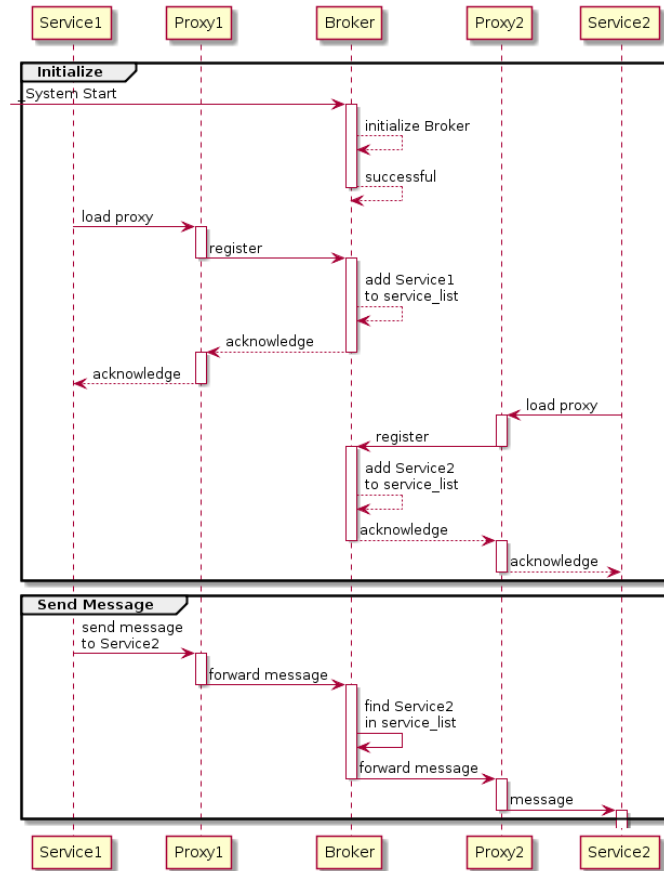 Service1 Proxy1 Broker Proxy2 Service2
Initialize
_System Start
initialize Broker
successful
load proxy
register
add Service1
to service_list
acknowledge
acknowledge
load proxy
register
add Service2
to service_list
acknowledge
acknowledge
Send Message
send message
to Service2
forward message
find Service2
in service_list
forward message
message
Service1 Proxy1 Broker Proxy2 Service2